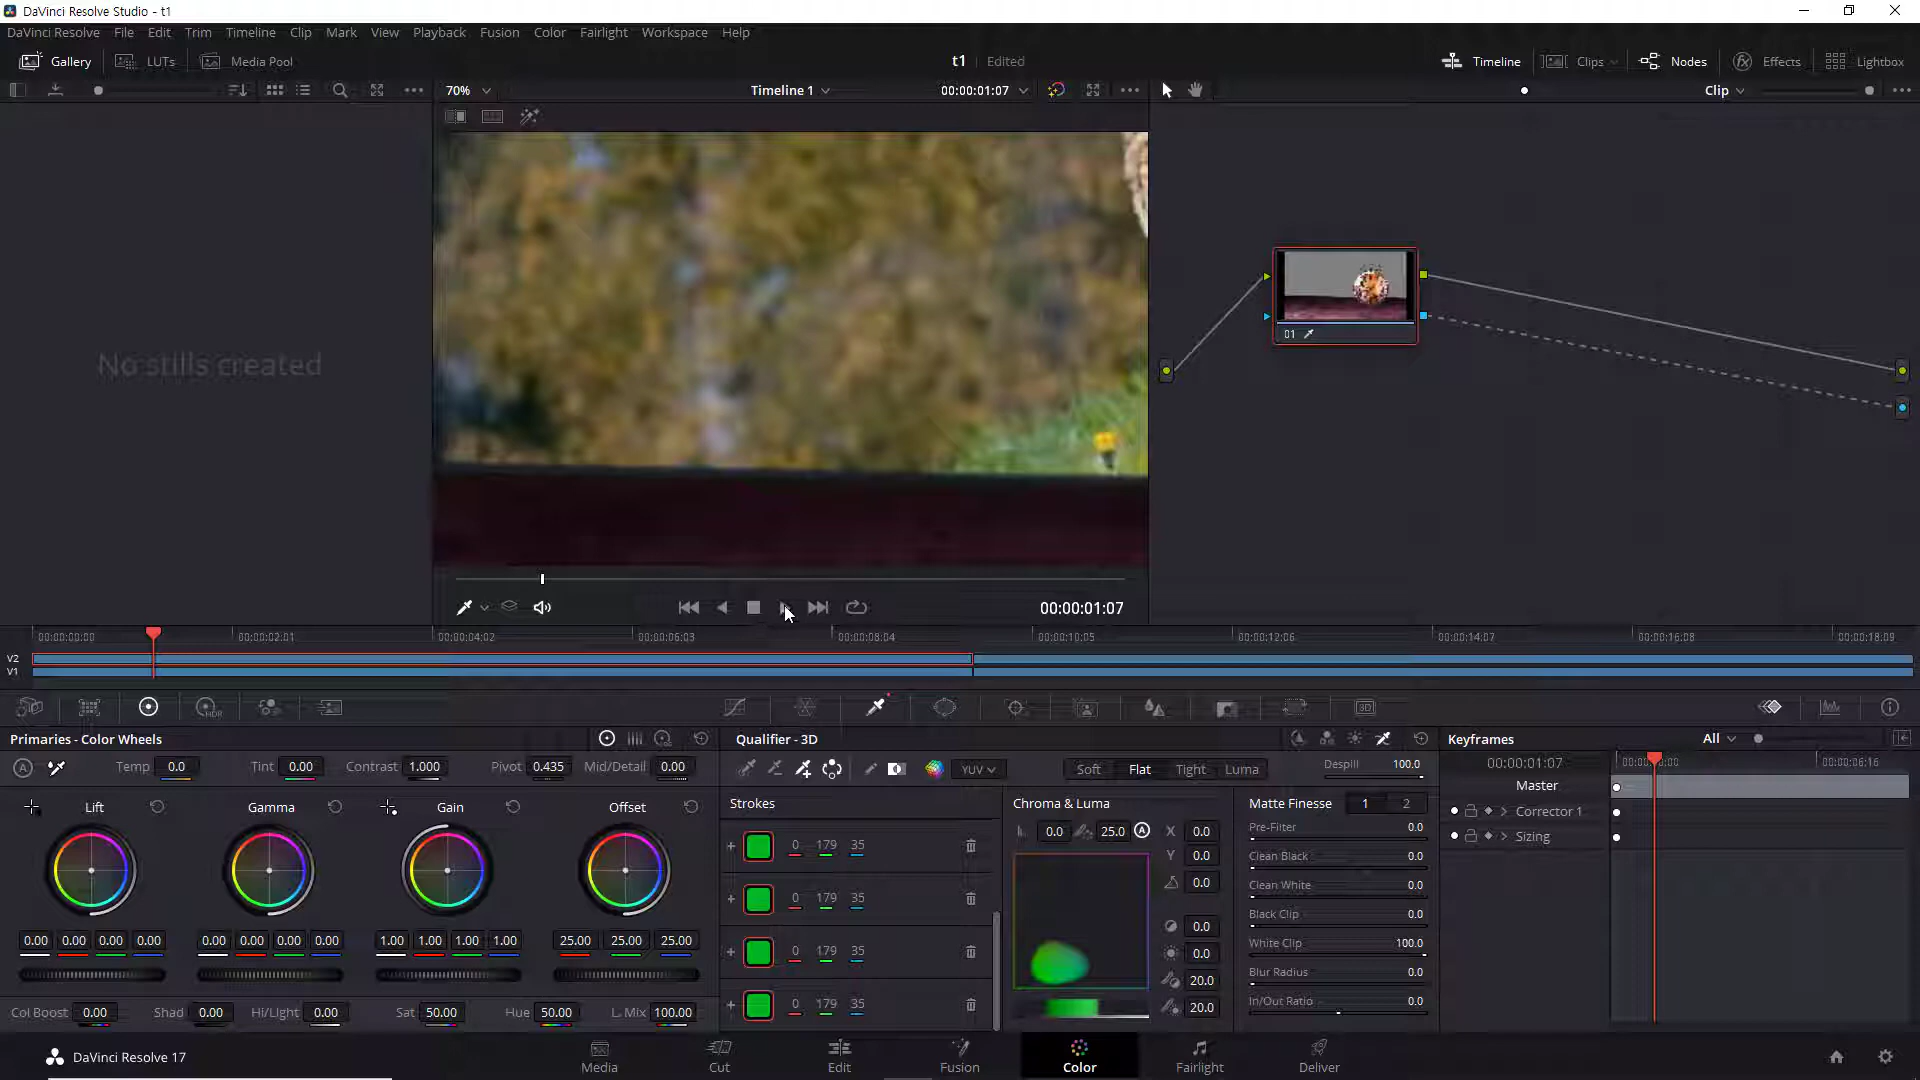 DaVinci Resolve Studio - t1
DaVinci Resolve File Edit Trim Timeline Clip Mark View Playback Fusion Color Fairlight Workspace Help
Gallery LUTs Media Pool t1 Edited Timeline Clips Nodes Effects Lightbox
70% Timeline 1 00:00:01:07 Clip
No stills created
01
00:00:01:07
00:00:00:00 00:00:02:01 00:00:04:02 00:00:06:03 00:00:08:04 00:00:10:05 00:00:12:06 00:00:14:07 00:00:16:08 00:00:18:09
V2
V1
HDR 3D
Primaries - Color Wheels Qualifier - 3D Keyframes All
A Temp 0.0 Tint 0.00 Contrast 1.000 Pivot 0.435 Mid/Detail 0.00 YUV Soft Flat Tight Luma Despill 100.0 00:00:01:07 00:00:06:16
Lift Gamma Gain Offset Strokes Chroma & Luma Matte Finesse 1 2 Master
0 179 35 0.0 25.0 A X 0.0 Pre-Filter 0.0 Corrector 1
Y 0.0 Clean Black 0.0 Sizing
0.0 Clean White 0.0
0 179 35 0.0 Black Clip 0.0
0.00 0.00 0.00 0.00 0.00 0.00 0.00 0.00 1.00 1.00 1.00 1.00 25.00 25.00 25.00 0 179 35 0.0 White Clip 100.0
20.0 Blur Radius 0.0
Col Boost 0.00 Shad 0.00 Hi/Light 0.00 Sat 50.00 Hue 50.00 L. Mix 100.00 0 179 35 20.0 In/Out Ratio 0.0
DaVinci Resolve 17 Media Cut Edit Fusion Color Fairlight Deliver